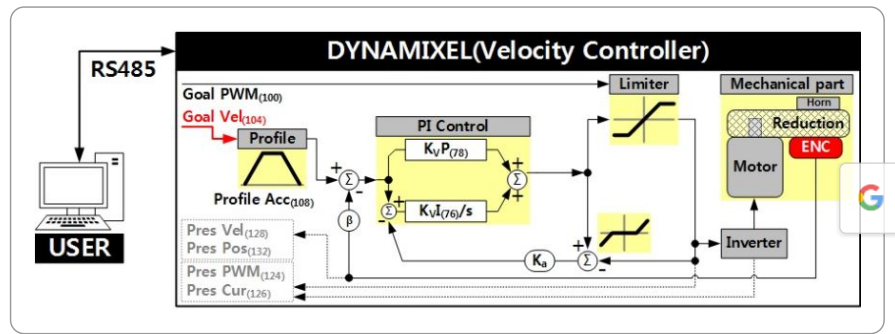 DYNAMIXEL(Velocity Controller)
RS485
Goal PWM(100)
Limiter
Mechanical part
Horn
Goal Vel(104)
Reduction
Profile
PI Control
ENC
KVP(78)
Motor
+
+
Σ
-
Σ
+
Profile Acc(108)
-
Σ
KVI(76)/s
β
USER
Pres Vel(128)
Pres Pos(132)
+
Inverter
Ka
Σ
-
Pres PWM(124)
Pres Cur(126)
G